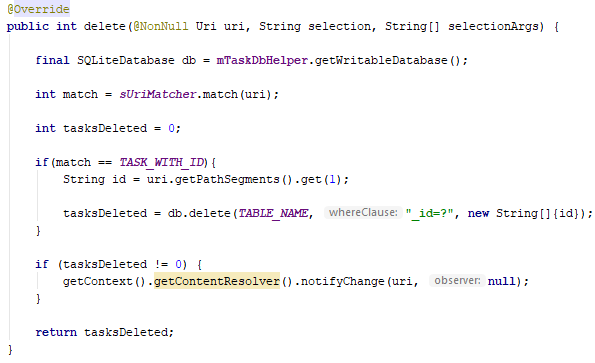 @Override
public int delete(@NonNull Uri uri, String selection, String[] selectionArgs) {
final SQLiteDatabase db = mTaskDbHelper.getWritableDatabase();
int match = sUriMatcher.match(uri);
int tasksDeleted = 0;
if(match == TASK_WITH_ID){
String id = uri.getPathSegments().get(1);
tasksDeleted = db.delete(TABLE_NAME, whereClause: "_id=?", new String[]{id});
}
if (tasksDeleted != 0) {
getContext().getContentResolver().notifyChange(uri, observer: null);
}
return tasksDeleted;
}